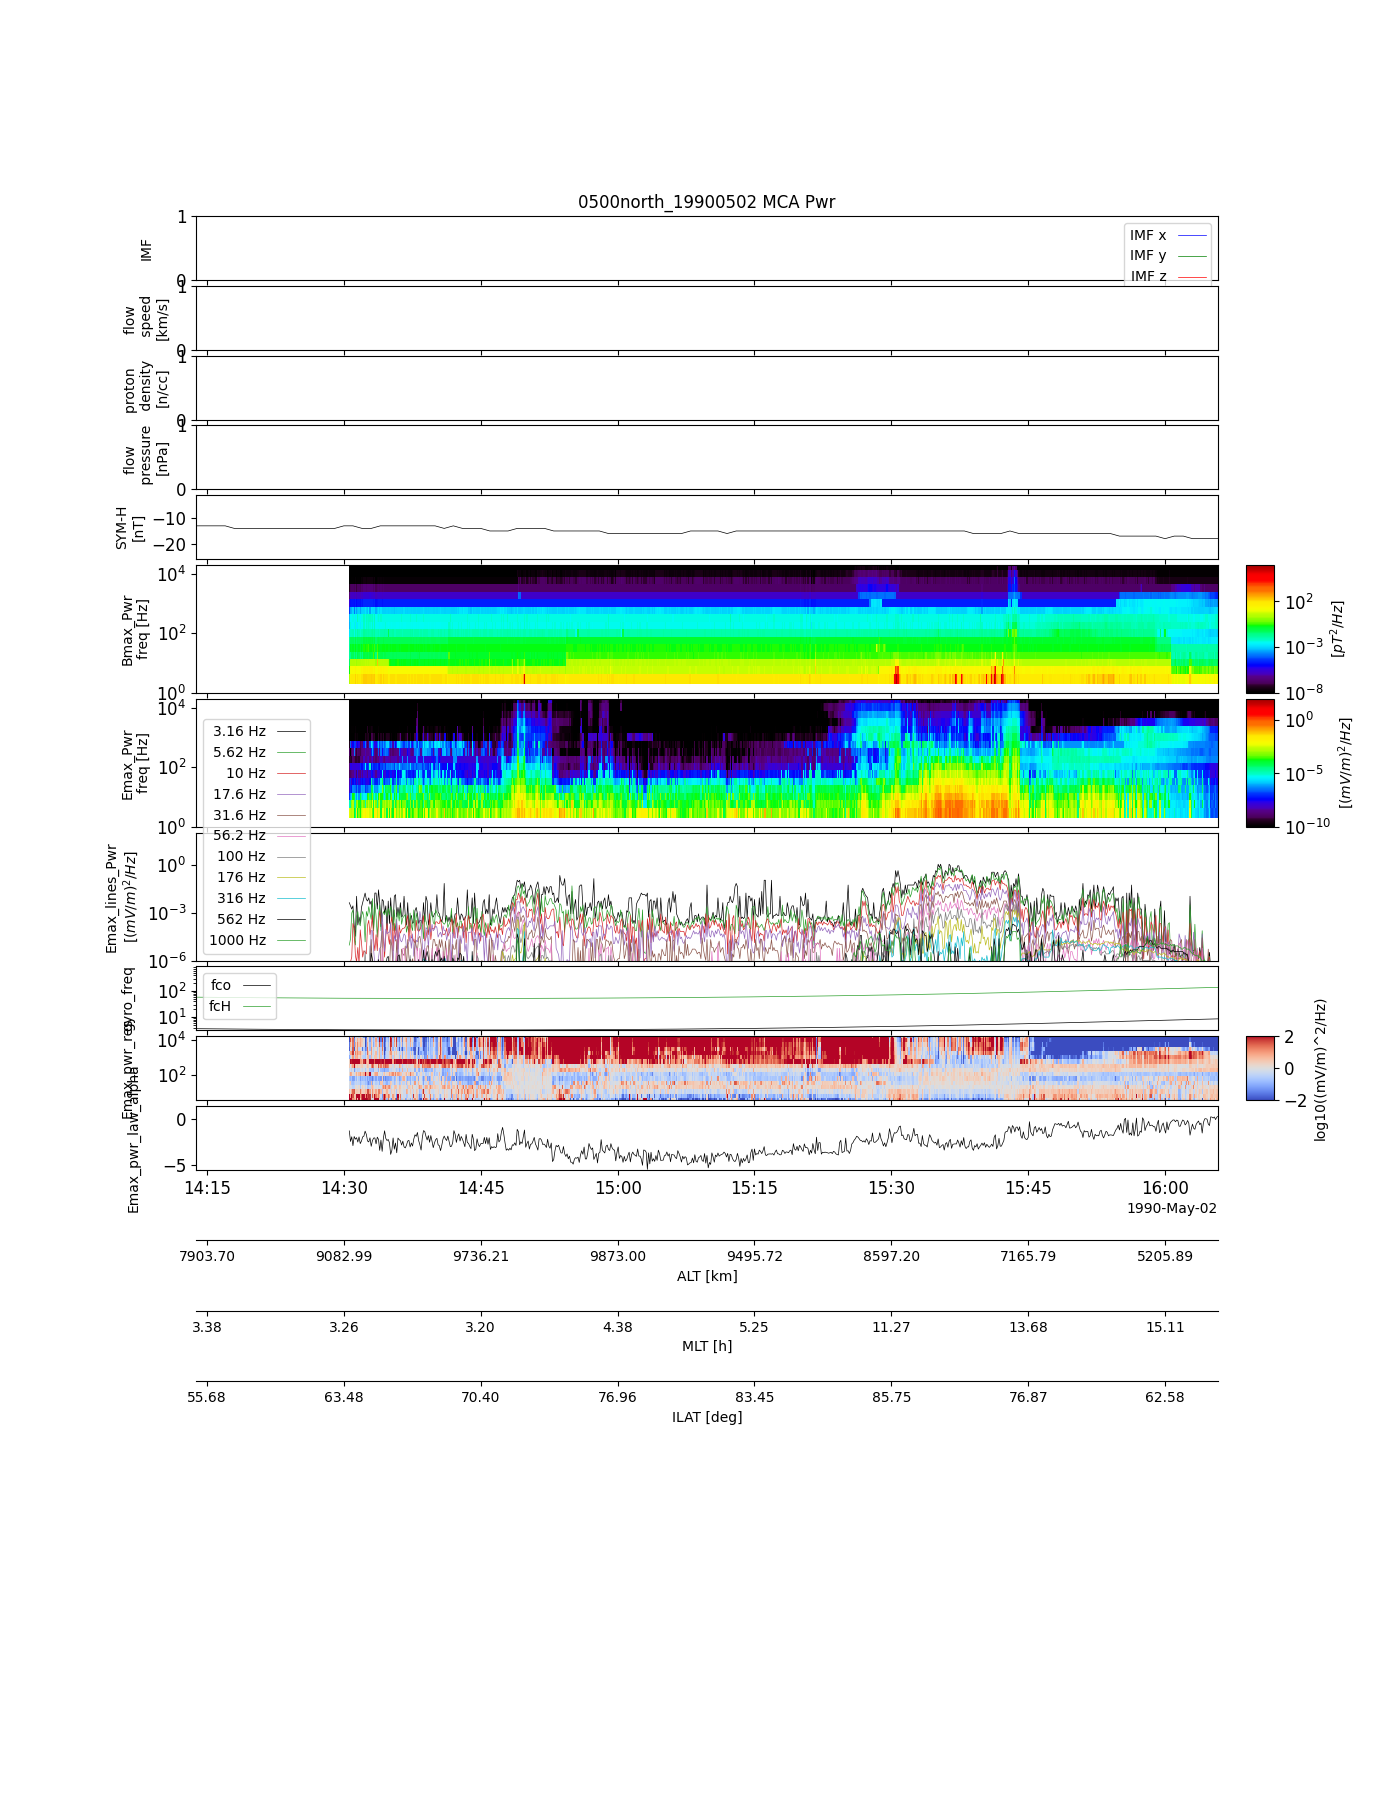 0500north_19900502 MCA Pwr
1
IMF
0
IMF x
IMF y
IMF z
1
flow
speed
[km/s]
0
1
proton
density
[n/cc]
0
1
flow
pressure
[nPa]
0
SYM-H
[nT]
−10
−20
Bmax_Pwr
freq [Hz]
10^4
10^2
10^0
10^2
10^−3
10^−8
[pT^2/Hz]
Emax_Pwr
freq [Hz]
10^4
10^2
10^0
10^0
10^−5
10^−10
[(mV/m)^2/Hz]
3.16 Hz
5.62 Hz
10 Hz
17.6 Hz
31.6 Hz
56.2 Hz
100 Hz
176 Hz
316 Hz
562 Hz
1000 Hz
Emax_lines_Pwr
[(mV/m)^2/Hz]
10^0
10^−3
10^−6
gyro_freq
10^2
10^1
fco
fcH
Emax_pwr_reg
10^4
10^2
2
0
−2
log10((mV/m)^2/Hz)
Emax_pwr_law_alpha
0
−5
14:15 14:30 14:45 15:00 15:15 15:30 15:45 16:00
1990-May-02
7903.70 9082.99 9736.21 9873.00 9495.72 8597.20 7165.79 5205.89
ALT [km]
3.38 3.26 3.20 4.38 5.25 11.27 13.68 15.11
MLT [h]
55.68 63.48 70.40 76.96 83.45 85.75 76.87 62.58
ILAT [deg]